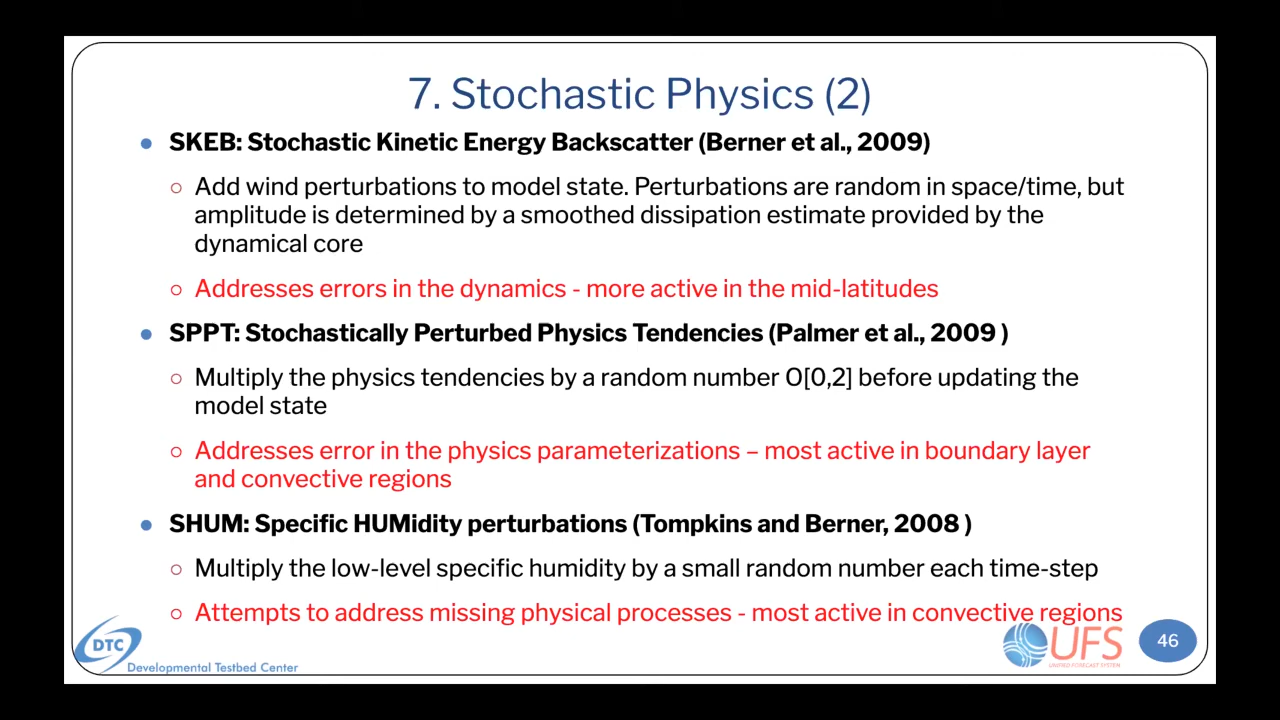 7. Stochastic Physics (2)
● SKEB: Stochastic Kinetic Energy Backscatter (Berner et al., 2009)
○ Add wind perturbations to model state. Perturbations are random in space/time, but
amplitude is determined by a smoothed dissipation estimate provided by the
dynamical core
○ Addresses errors in the dynamics - more active in the mid-latitudes
● SPPT: Stochastically Perturbed Physics Tendencies (Palmer et al., 2009 )
○ Multiply the physics tendencies by a random number O[0,2] before updating the
model state
○ Addresses error in the physics parameterizations – most active in boundary layer
and convective regions
● SHUM: Specific HUMidity perturbations (Tompkins and Berner, 2008 )
○ Multiply the low-level specific humidity by a small random number each time-step
○ Attempts to address missing physical processes - most active in convective regions
DTC
Developmental Testbed Center
UFS
UNIFIED FORECAST SYSTEM
46